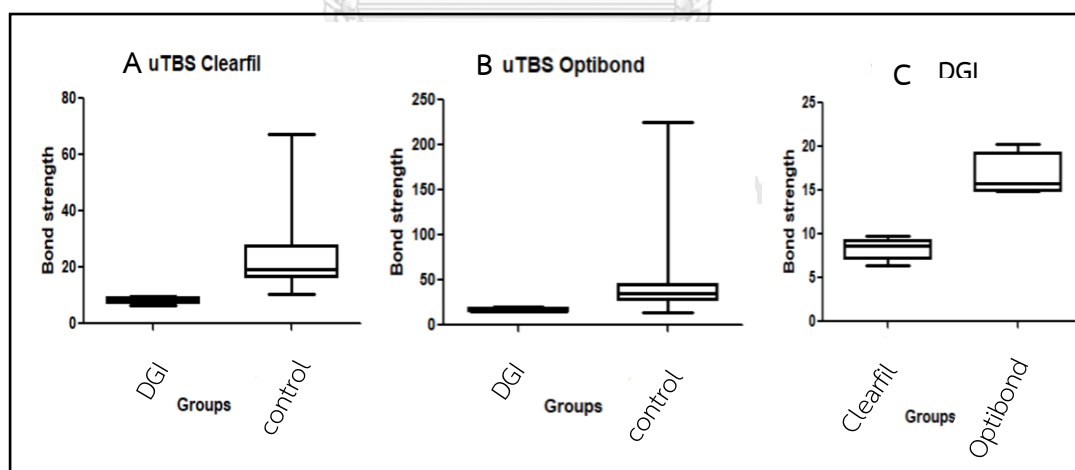 A uTBS Clearfil
80
60
40
20
0
Bond strength
DGI
control
Groups
B uTBS Optibond
250
200
150
100
50
0
Bond strength
DGI
control
Groups
C DGI
25
20
15
10
5
0
Bond strength
Clearfil
Optibond
Groups